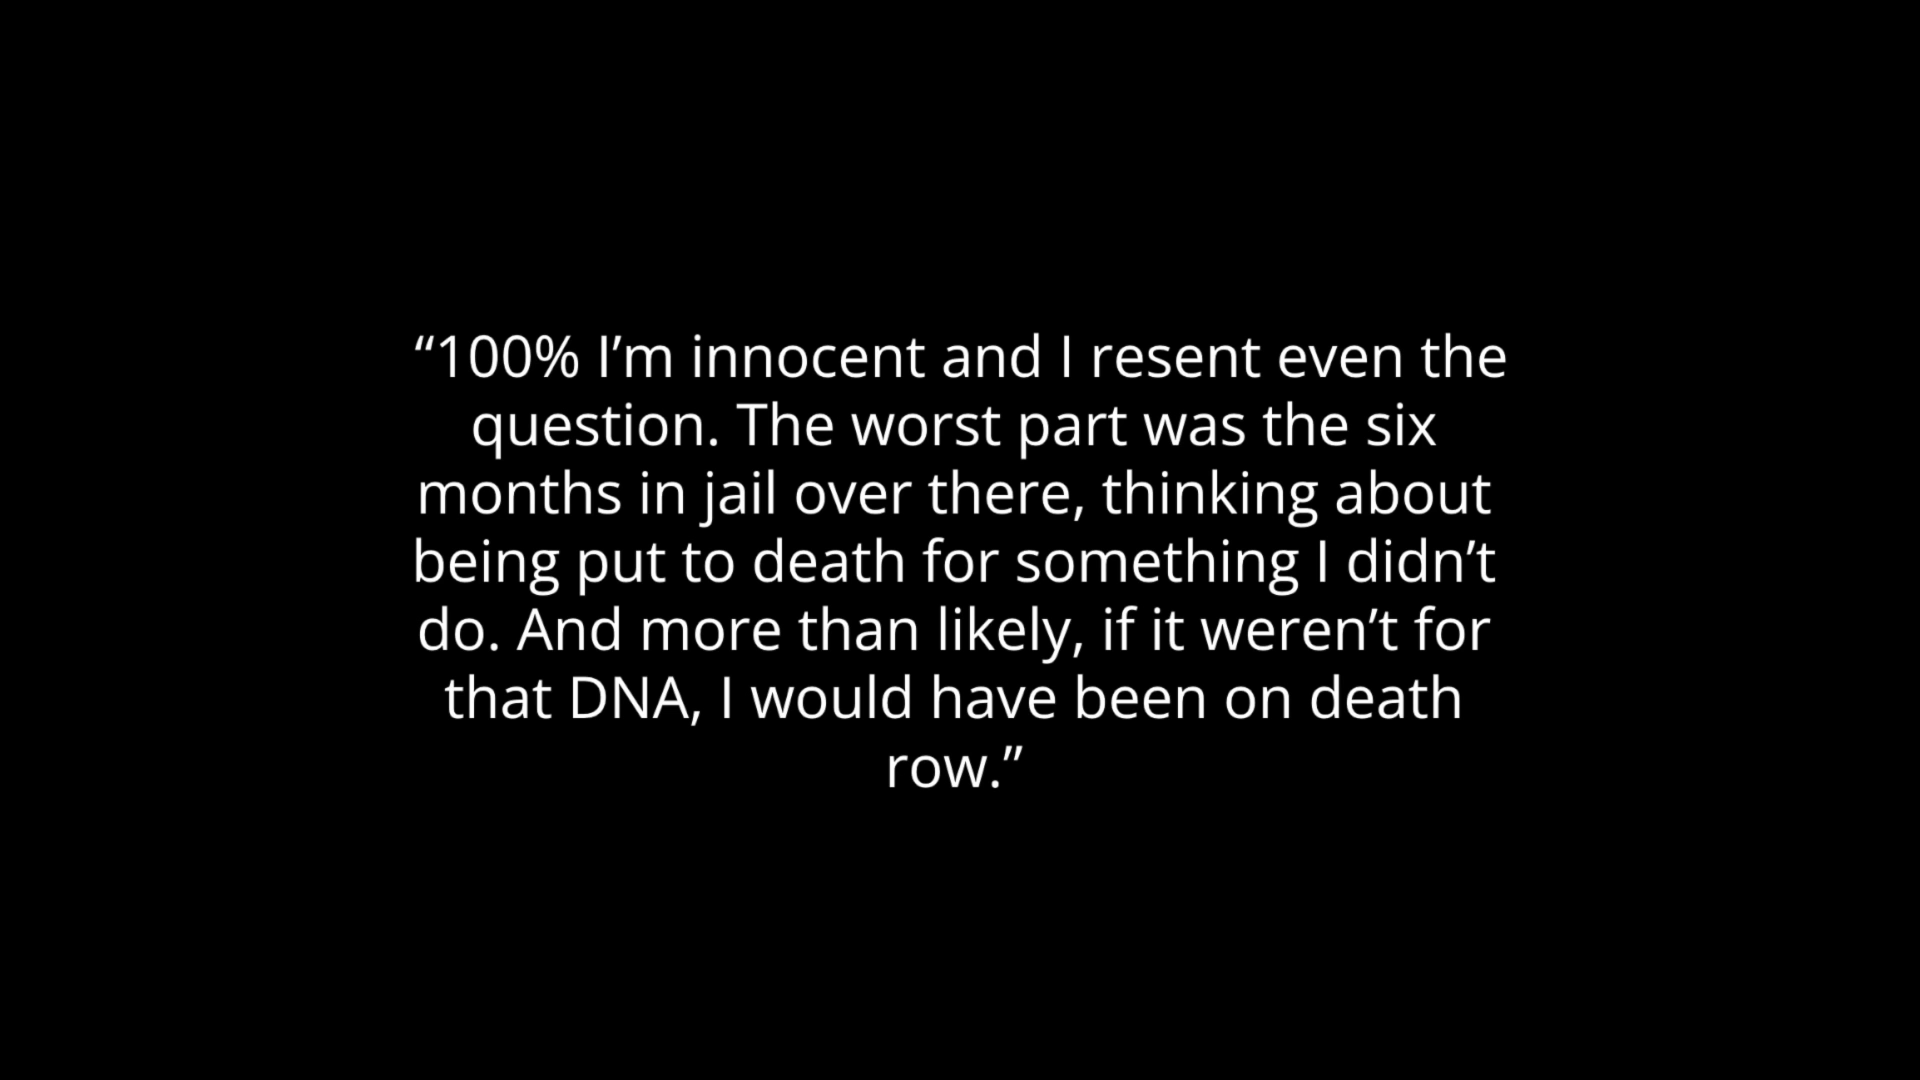 “100% I’m innocent and I resent even the
question. The worst part was the six
months in jail over there, thinking about
being put to death for something I didn’t
do. And more than likely, if it weren’t for
that DNA, I would have been on death
row.”